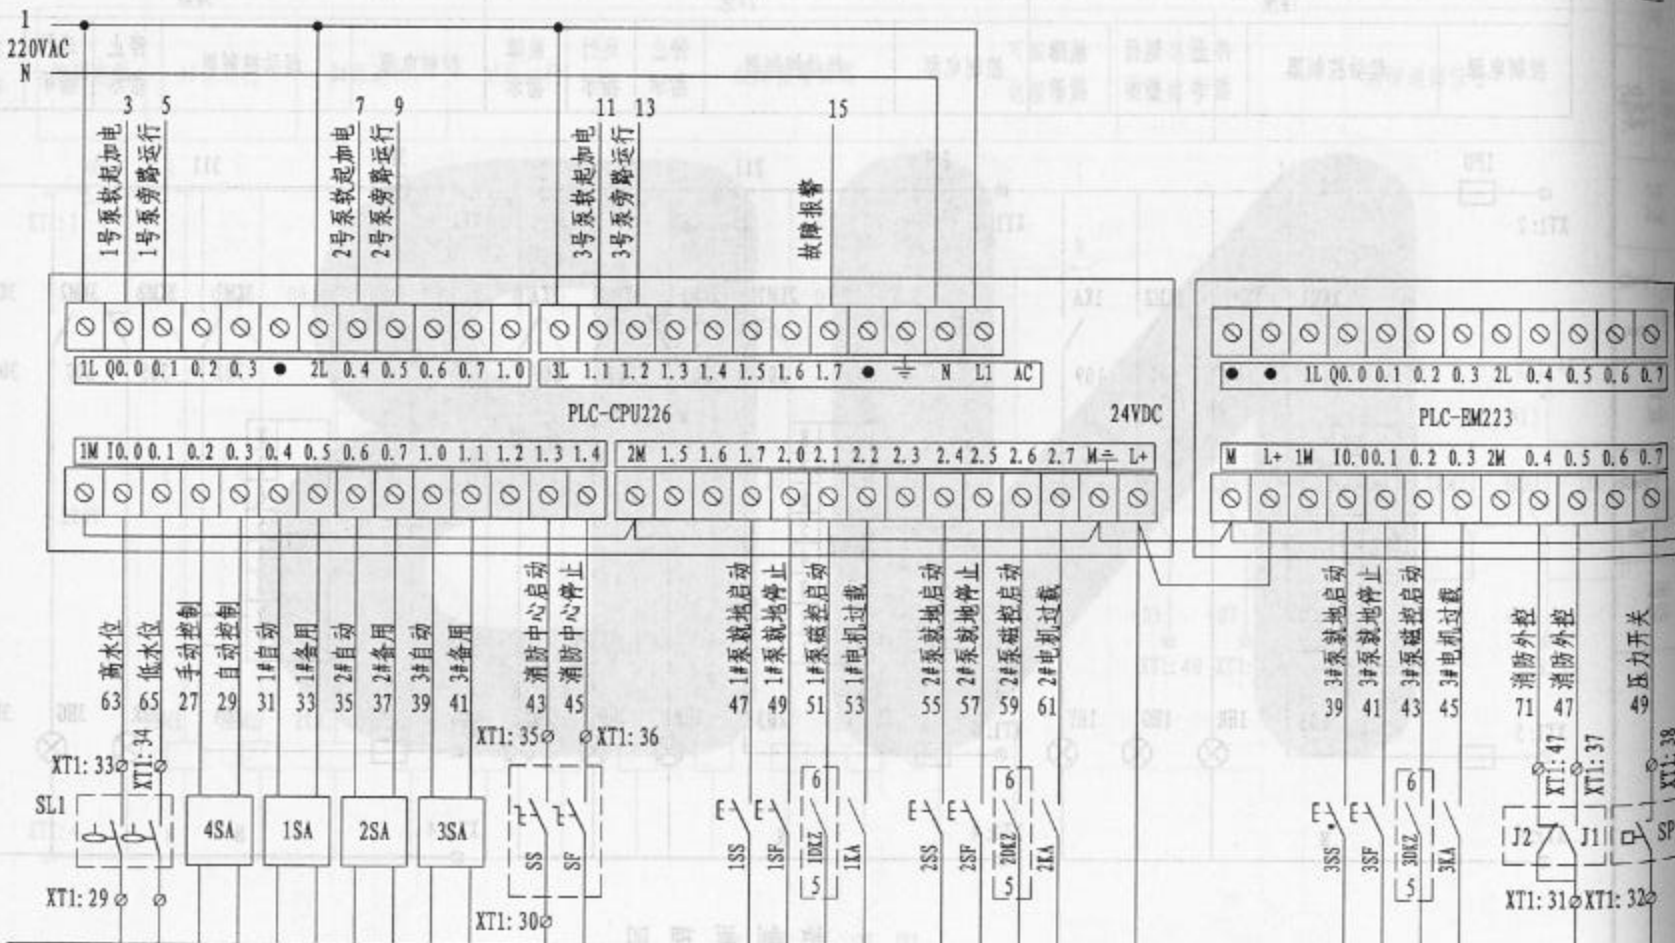 1
220VAC
N
3 5 7 9 11 13 15
1号泵软起加电
1号泵旁路运行
2号泵软起加电
2号泵旁路运行
3号泵软起加电
3号泵旁路运行
故障报警
1L Q0.0 0.1 0.2 0.3 ● 2L 0.4 0.5 0.6 0.7 1.0
3L 1.1 1.2 1.3 1.4 1.5 1.6 1.7 ● N L1 AC
● ● 1L Q0.0 0.1 0.2 0.3 2L 0.4 0.5 0.6 0.7
PLC-CPU226
24VDC
PLC-EM223
1M I0.0 0.1 0.2 0.3 0.4 0.5 0.6 0.7 1.0 1.1 1.2 1.3 1.4
2M 1.5 1.6 1.7 2.0 2.1 2.2 2.3 2.4 2.5 2.6 2.7 M L+
M L+ 1M I0.0 0.1 0.2 0.3 2M 0.4 0.5 0.6 0.7
高水位
低水位
手动控制
自动控制
1#自动
1#备用
2#自动
2#备用
3#自动
3#备用
消防中心启动
消防中心停止
1#泵就地启动
1#泵就地停止
1#泵磁控启动
1#电机过载
2#泵就地启动
2#泵就地停止
2#泵磁控启动
2#电机过载
3#泵就地启动
3#泵就地停止
3#泵磁控启动
3#电机过载
消防外控
消防外控
压力开关
63 65 27 29 31 33 35 37 39 41 43 45 47 49 51 53 55 57 59 61 39 41 43 45 71 47 49
XT1:33
XT1:34
XT1:35
XT1:36
XT1:47
XT1:37
XT1:38
SL1
4SA
1SA
2SA
3SA
SS
SF
1SS
1SF
6
1DKZ
5
1KA
2SS
2SF
6
2DKZ
5
2KA
3SS
3SF
6
3DKZ
5
3KA
J2
J1
SP
XT1:29
XT1:30
XT1:31
XT1:32